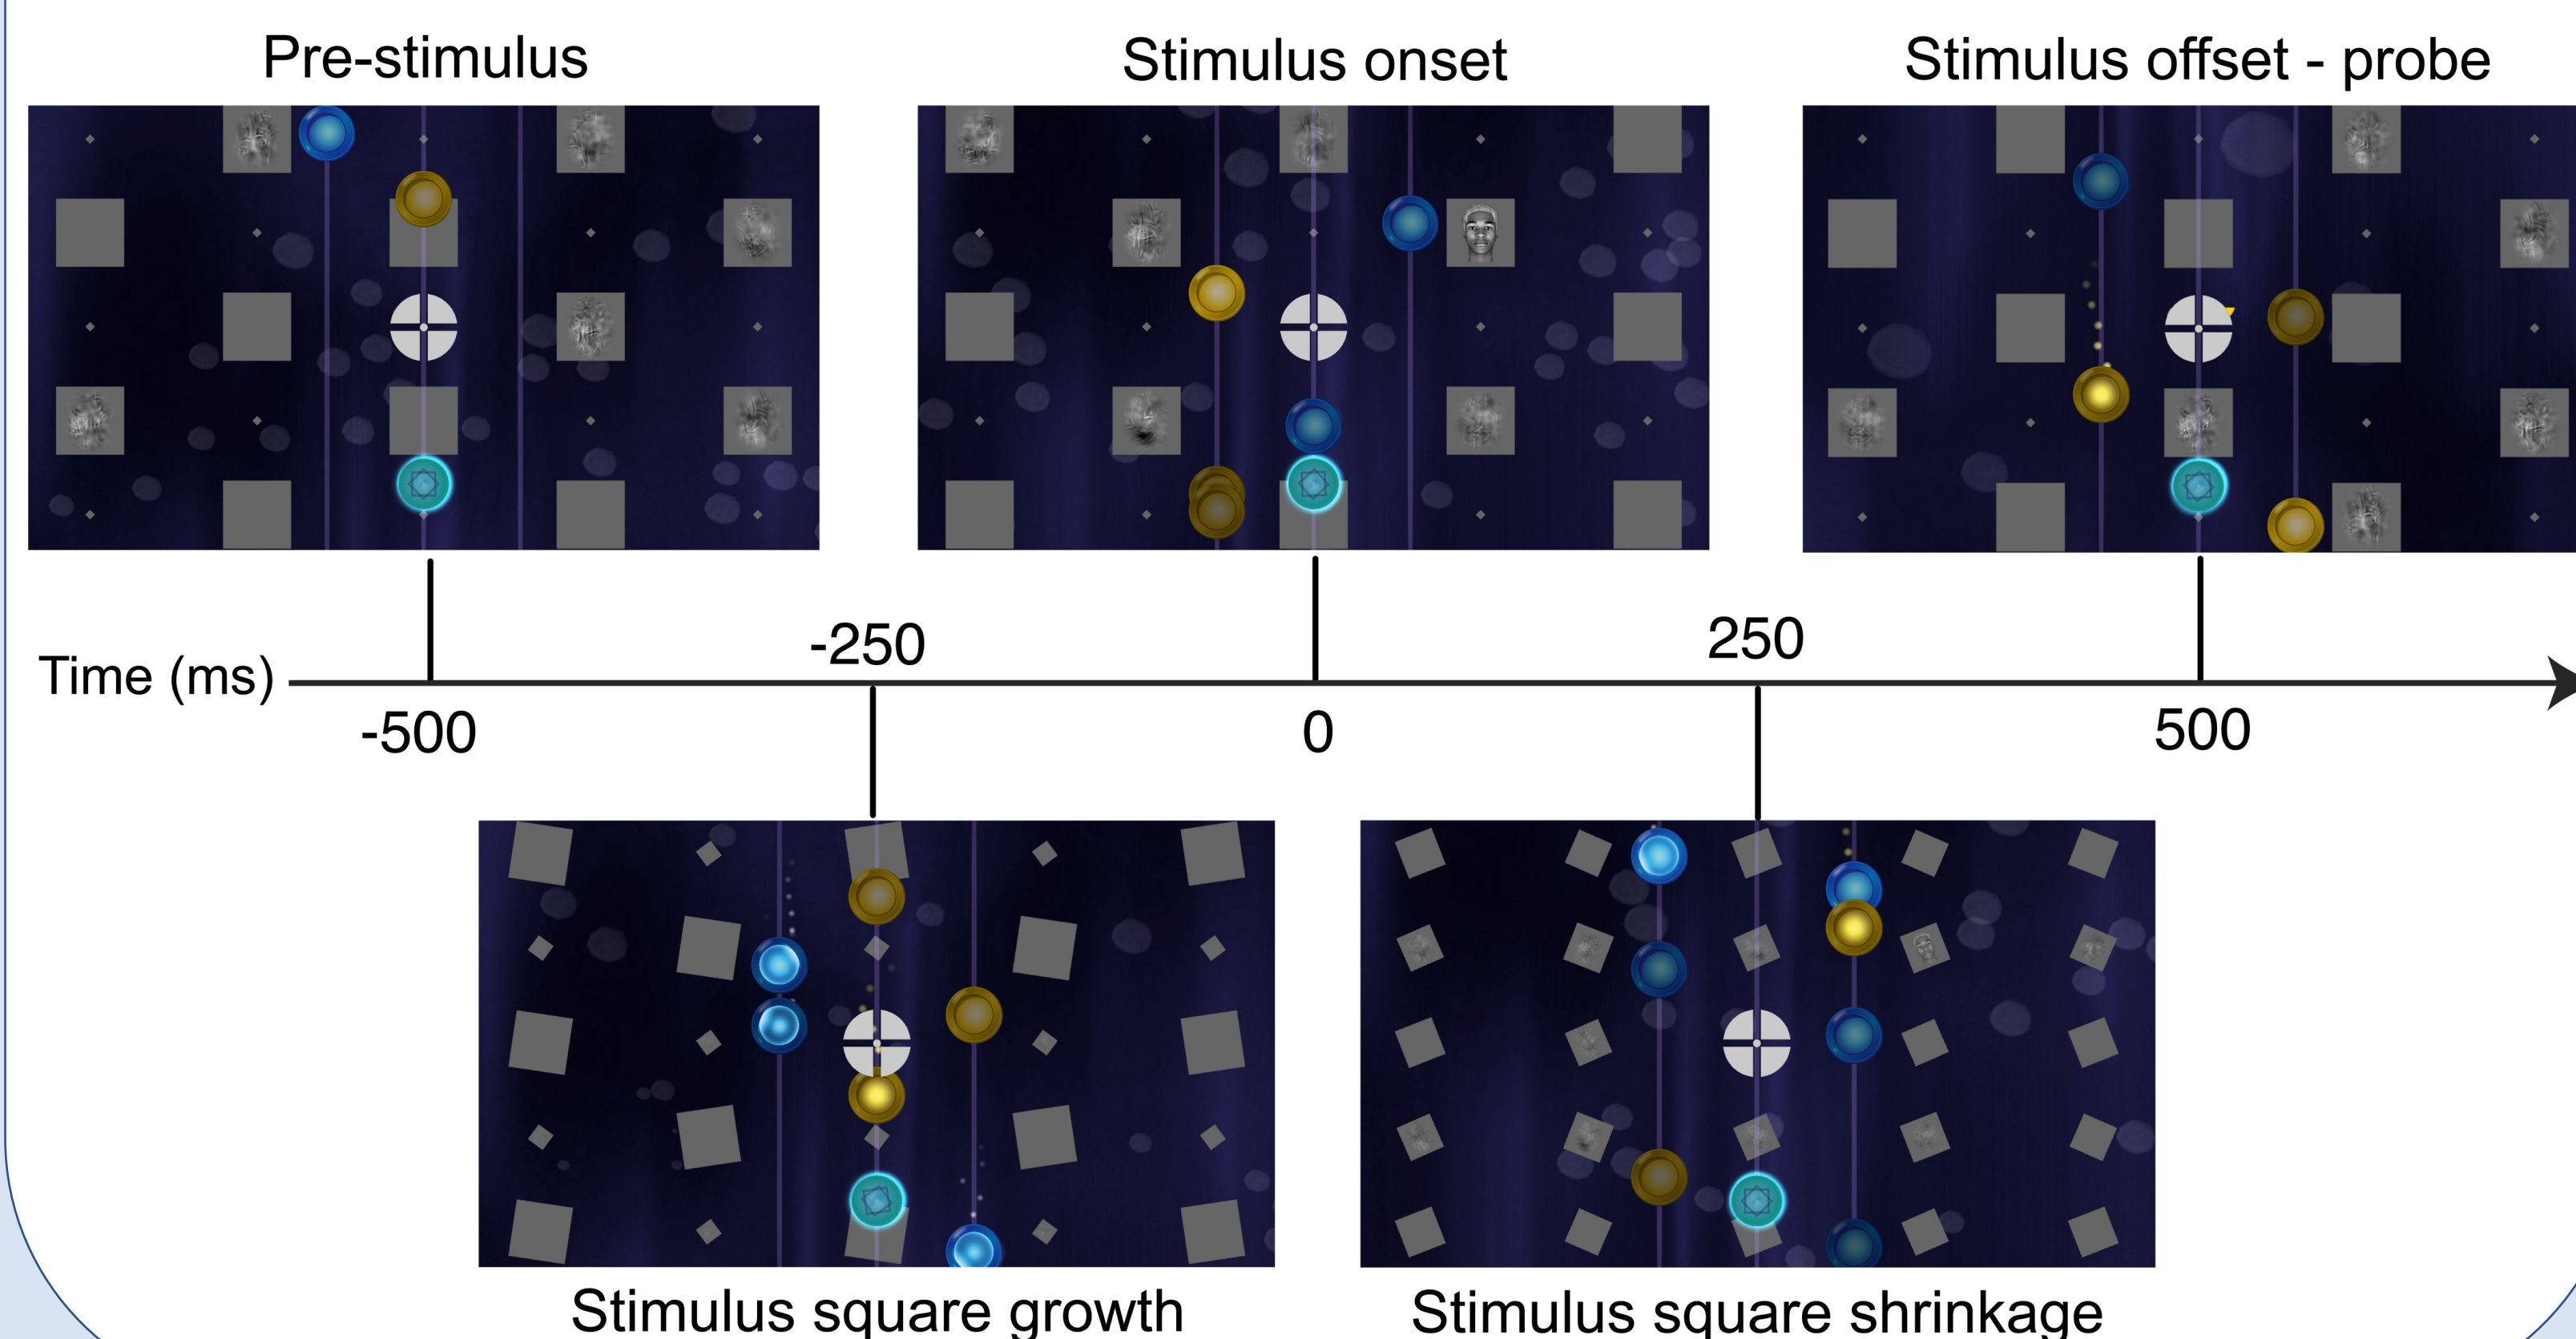 Pre-stimulus
Stimulus onset
Stimulus offset - probe
-250
250
Time (ms)
-500
0
500
Stimulus square growth
Stimulus square shrinkage